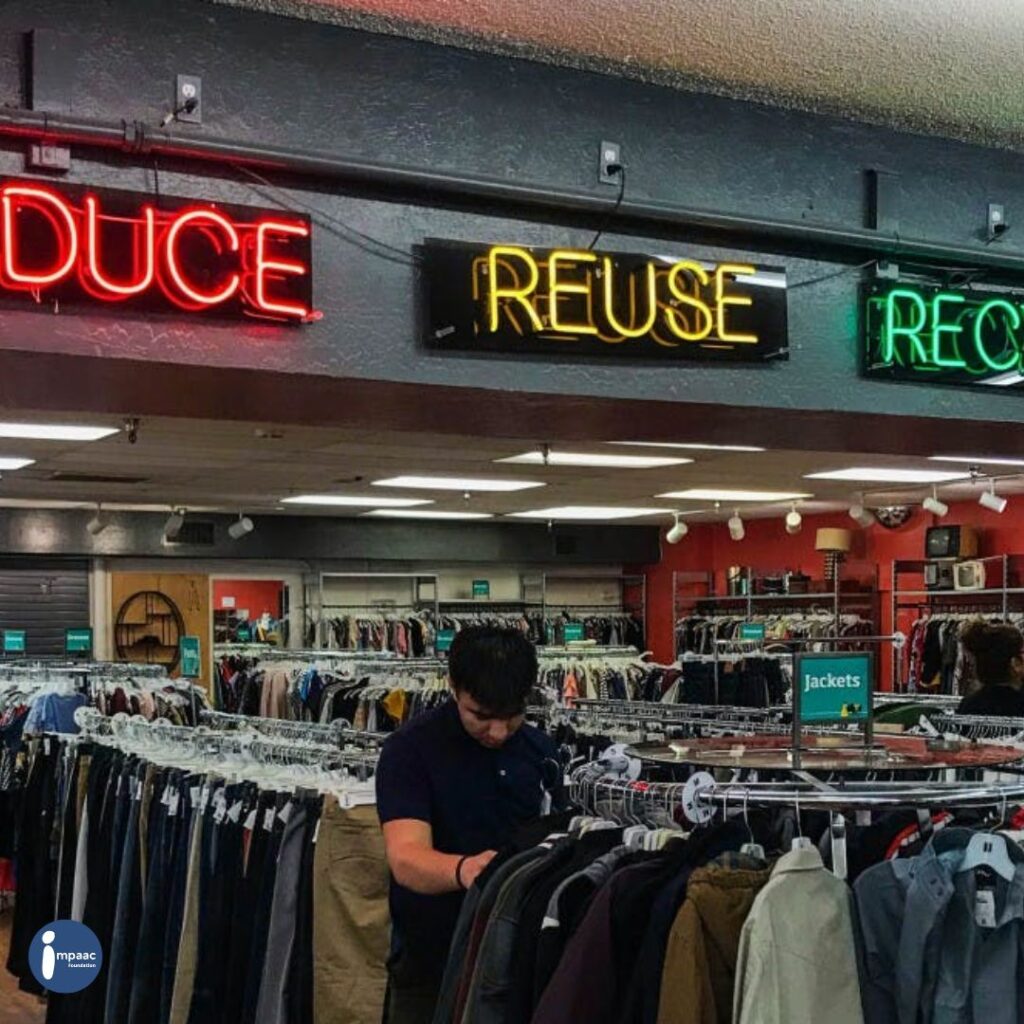 DUCE
REUSE
REC
Jackets
impaac
Foundation